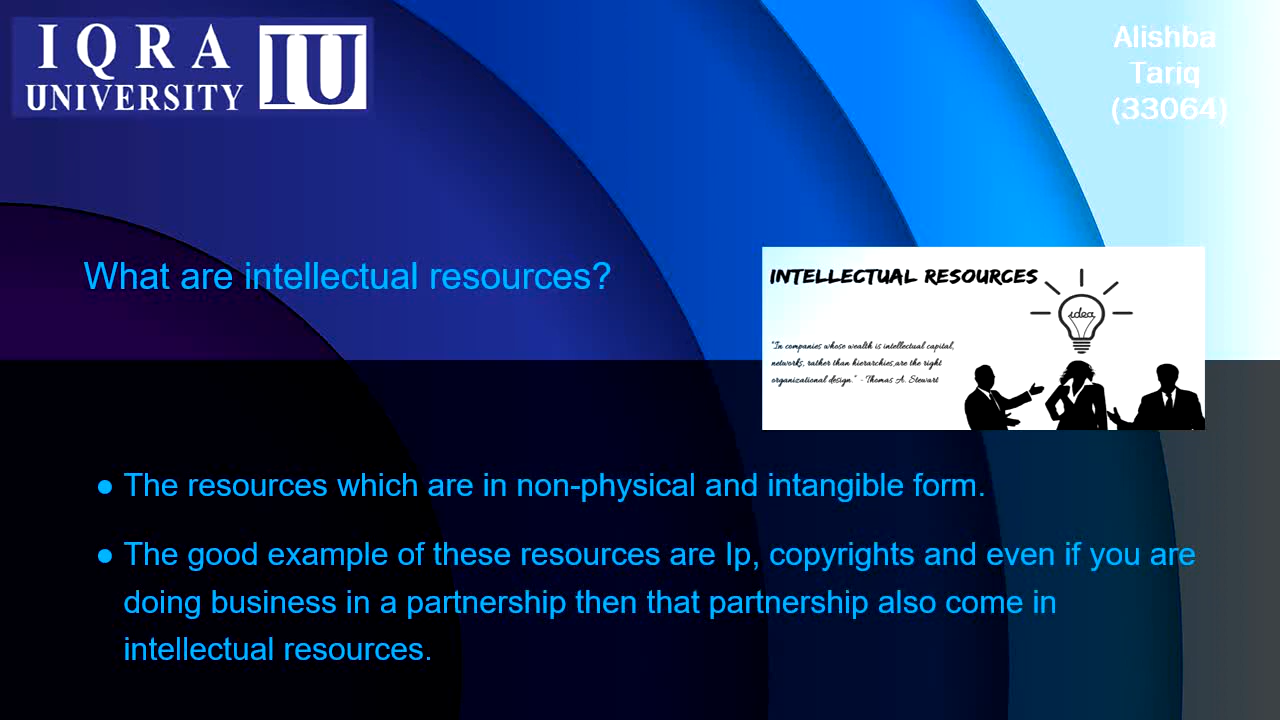 IQRA
UNIVERSITY
IU
Alishba
Tariq
(33064)
What are intellectual resources?
INTELLECTUAL RESOURCES
idea
"In companies whose wealth is intellectual capital,
networks, rather than hierarchies,are the right
organizational design." - Thomas A. Stewart
● The resources which are in non-physical and intangible form.
● The good example of these resources are Ip, copyrights and even if you are
doing business in a partnership then that partnership also come in
intellectual resources.